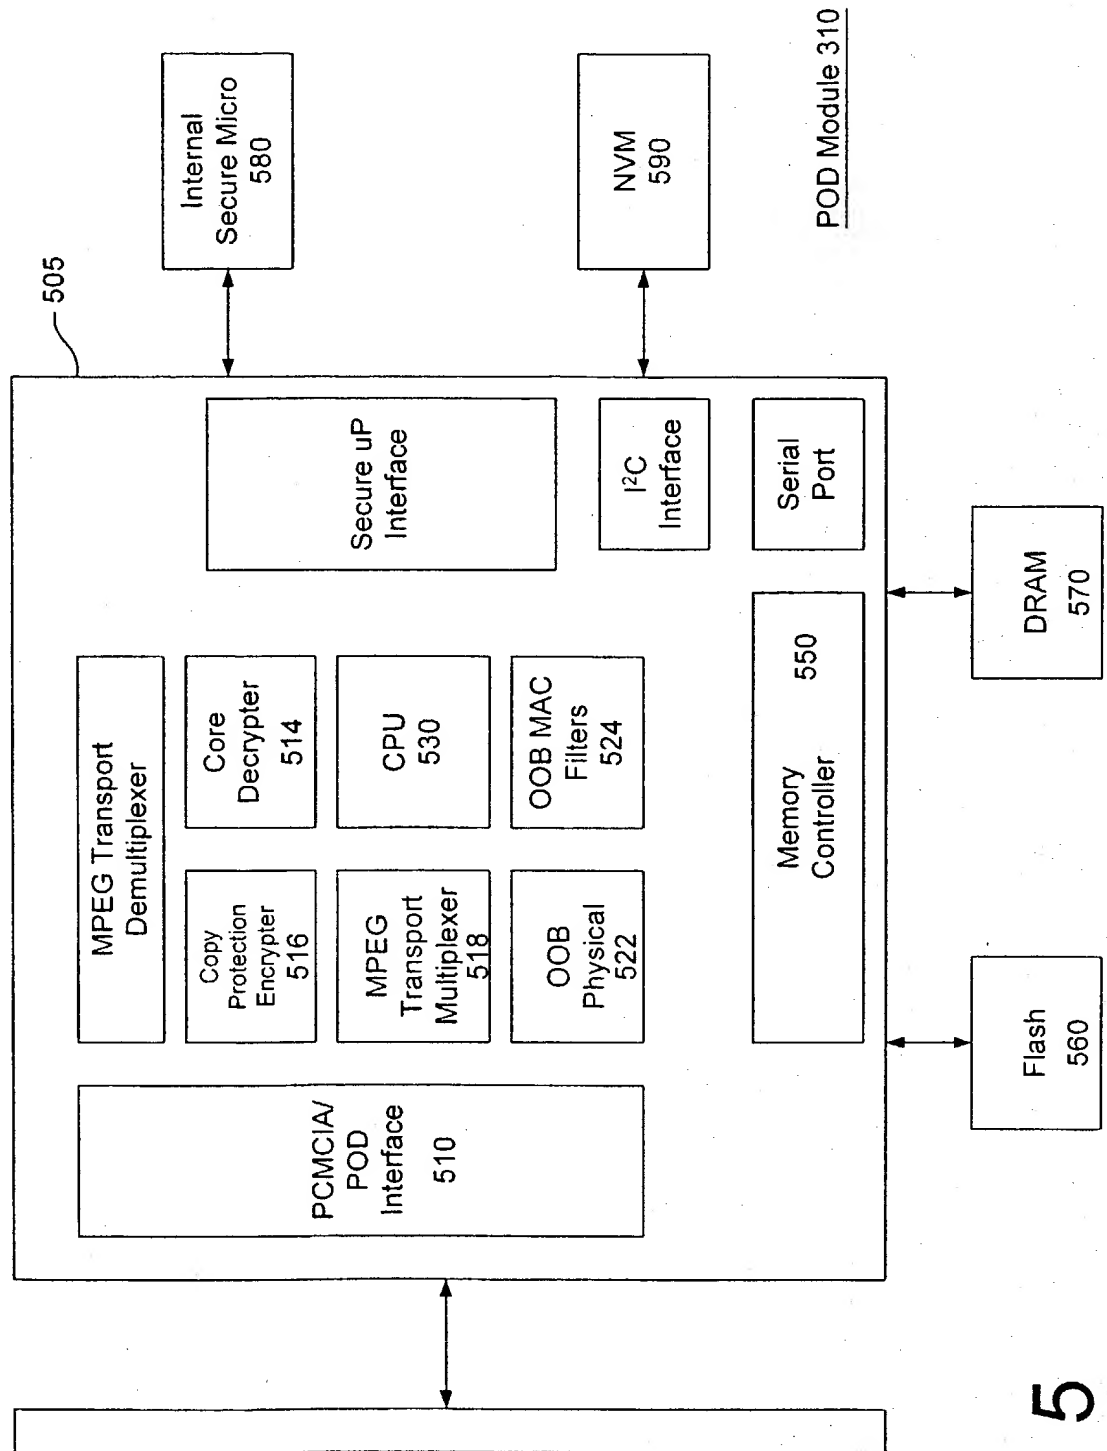 505
MPEG Transport
Demultiplexer
PCMCIA/
POD
Interface
510
Copy
Protection
Encrypter
516
Core
Decrypter
514
Secure uP
Interface
Internal
Secure Micro
580
MPEG
Transport
Multiplexer
518
CPU
530
OOB
Physical
522
OOB MAC
Filters
524
I²C
Interface
NVM
590
Memory
Controller
550
Serial
Port
POD Module 310
Flash
560
DRAM
570
5